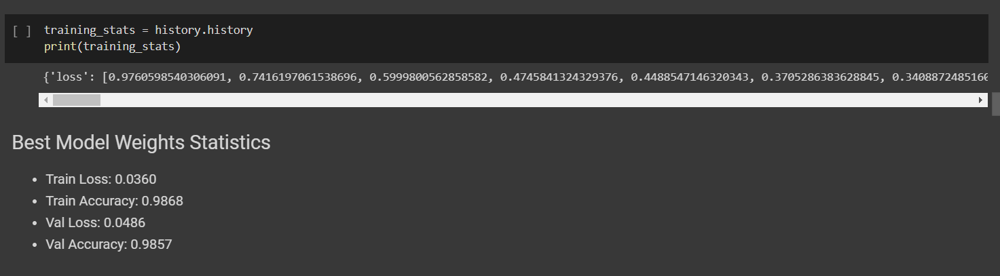 [ ] training_stats = history.history
print(training_stats)
{'loss': [0.9760598540306091, 0.7416197061538696, 0.5999800562858582, 0.4745841324329376, 0.4488547146320343, 0.3705286383628845, 0.3408872485160
Best Model Weights Statistics
• Train Loss: 0.0360
• Train Accuracy: 0.9868
• Val Loss: 0.0486
• Val Accuracy: 0.9857